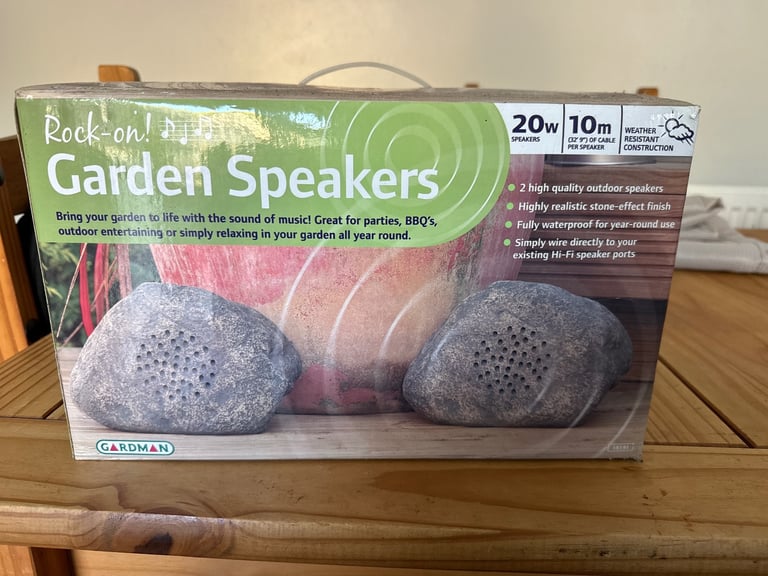 Rock-on!
Garden Speakers
Bring your garden to life with the sound of music! Great for parties, BBQ's,
outdoor entertaining or simply relaxing in your garden all year round.
20w
SPEAKERS
10m
(32' 9") OF CABLE
PER SPEAKER
WEATHER
RESISTANT
CONSTRUCTION
2 high quality outdoor speakers
Highly realistic stone-effect finish
Fully waterproof for year-round use
Simply wire directly to your
existing Hi-Fi speaker ports
GARDMAN